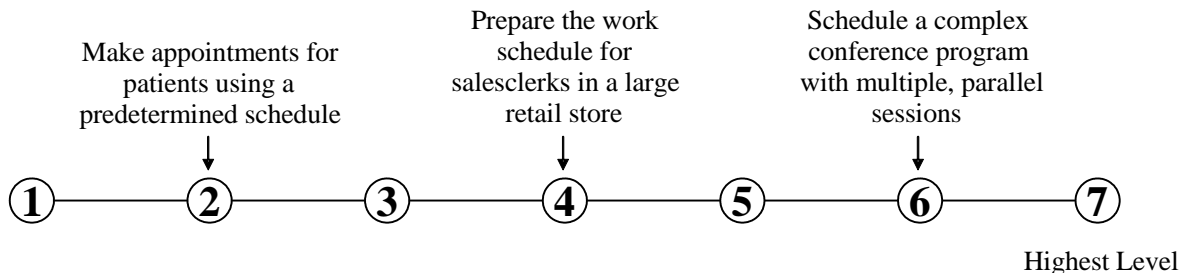 Make appointments for
patients using a
predetermined schedule
Prepare the work
schedule for
salesclerks in a large
retail store
Schedule a complex
conference program
with multiple, parallel
sessions
1 2 3 4 5 6 7
Highest Level